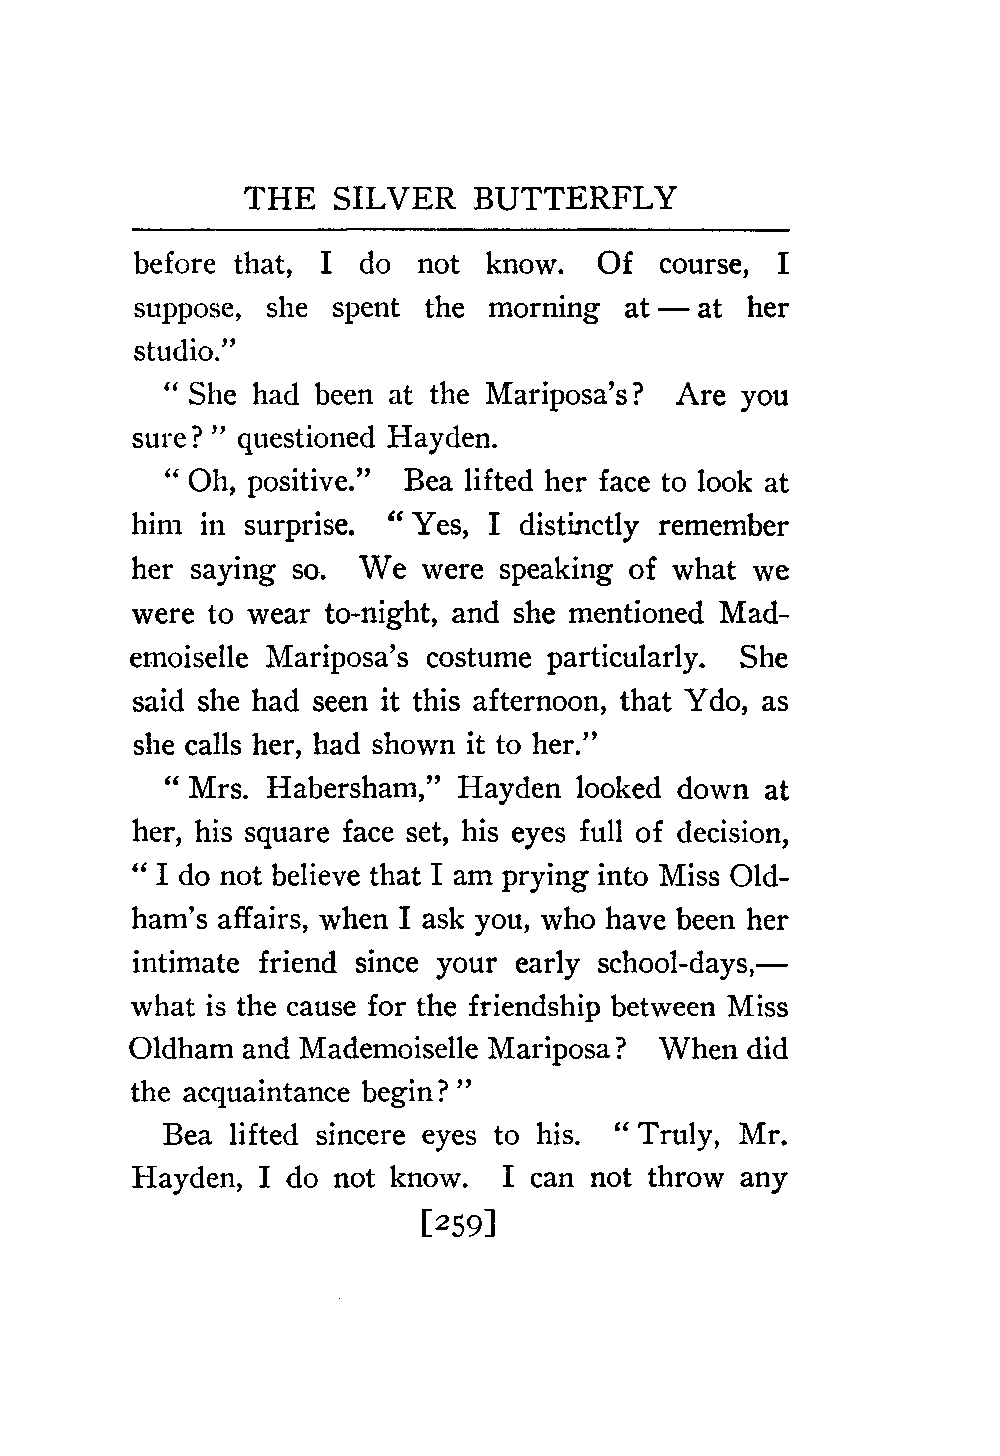 THE SILVER BUTTERFLY
before that, I do not know. Of course, I
suppose, she spent the morning at — at her
studio.”
“ She had been at the Mariposa’s? Are you
sure? ” questioned Hayden.
“ Oh, positive.” Bea lifted her face to look at
him in surprise. “ Yes, I distinctly remember
her saying so. We were speaking of what we
were to wear to-night, and she mentioned Mad-
emoiselle Mariposa’s costume particularly. She
said she had seen it this afternoon, that Ydo, as
she calls her, had shown it to her.”
“ Mrs. Habersham,” Hayden looked down at
her, his square face set, his eyes full of decision,
“ I do not believe that I am prying into Miss Old-
ham’s affairs, when I ask you, who have been her
intimate friend since your early school-days,—
what is the cause for the friendship between Miss
Oldham and Mademoiselle Mariposa? When did
the acquaintance begin? ”
Bea lifted sincere eyes to his. “ Truly, Mr.
Hayden, I do not know. I can not throw any
[259]